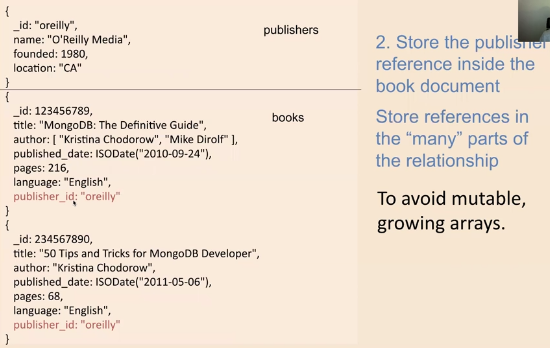 {
_id: "oreilly",
name: "O'Reilly Media",
founded: 1980,
location: "CA"
}
publishers
{
_id: 123456789,
title: "MongoDB: The Definitive Guide",
author: [ "Kristina Chodorow", "Mike Dirolf" ],
published_date: ISODate("2010-09-24"),
pages: 216,
language: "English",
publisher_id: "oreilly"
}
books
{
_id: 234567890,
title: "50 Tips and Tricks for MongoDB Developer",
author: "Kristina Chodorow",
published_date: ISODate("2011-05-06"),
pages: 68,
language: "English",
publisher_id: "oreilly"
}
2. Store the publisher
reference inside the
book document
Store references in
the “many” parts of
the relationship
To avoid mutable,
growing arrays.